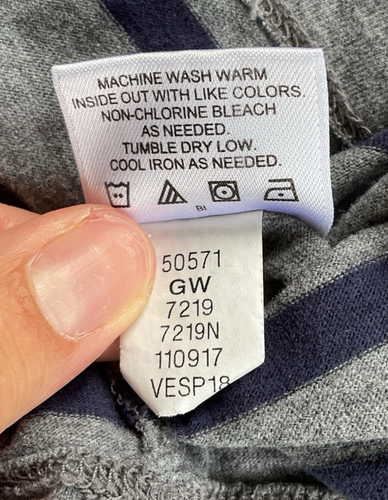 MACHINE WASH WARM
INSIDE OUT WITH LIKE COLORS.
NON-CHLORINE BLEACH
AS NEEDED.
TUMBLE DRY LOW.
COOL IRON AS NEEDED.
BI
50571
GW
7219
7219N
110917
VESP18